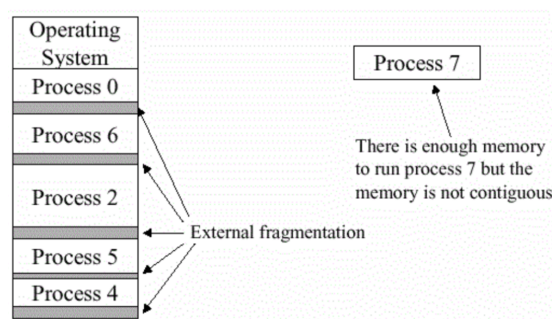 Operating
System
Process 0
Process 6
Process 2
Process 5
Process 4
External fragmentation
Process 7
There is enough memory
to run process 7 but the
memory is not contiguous